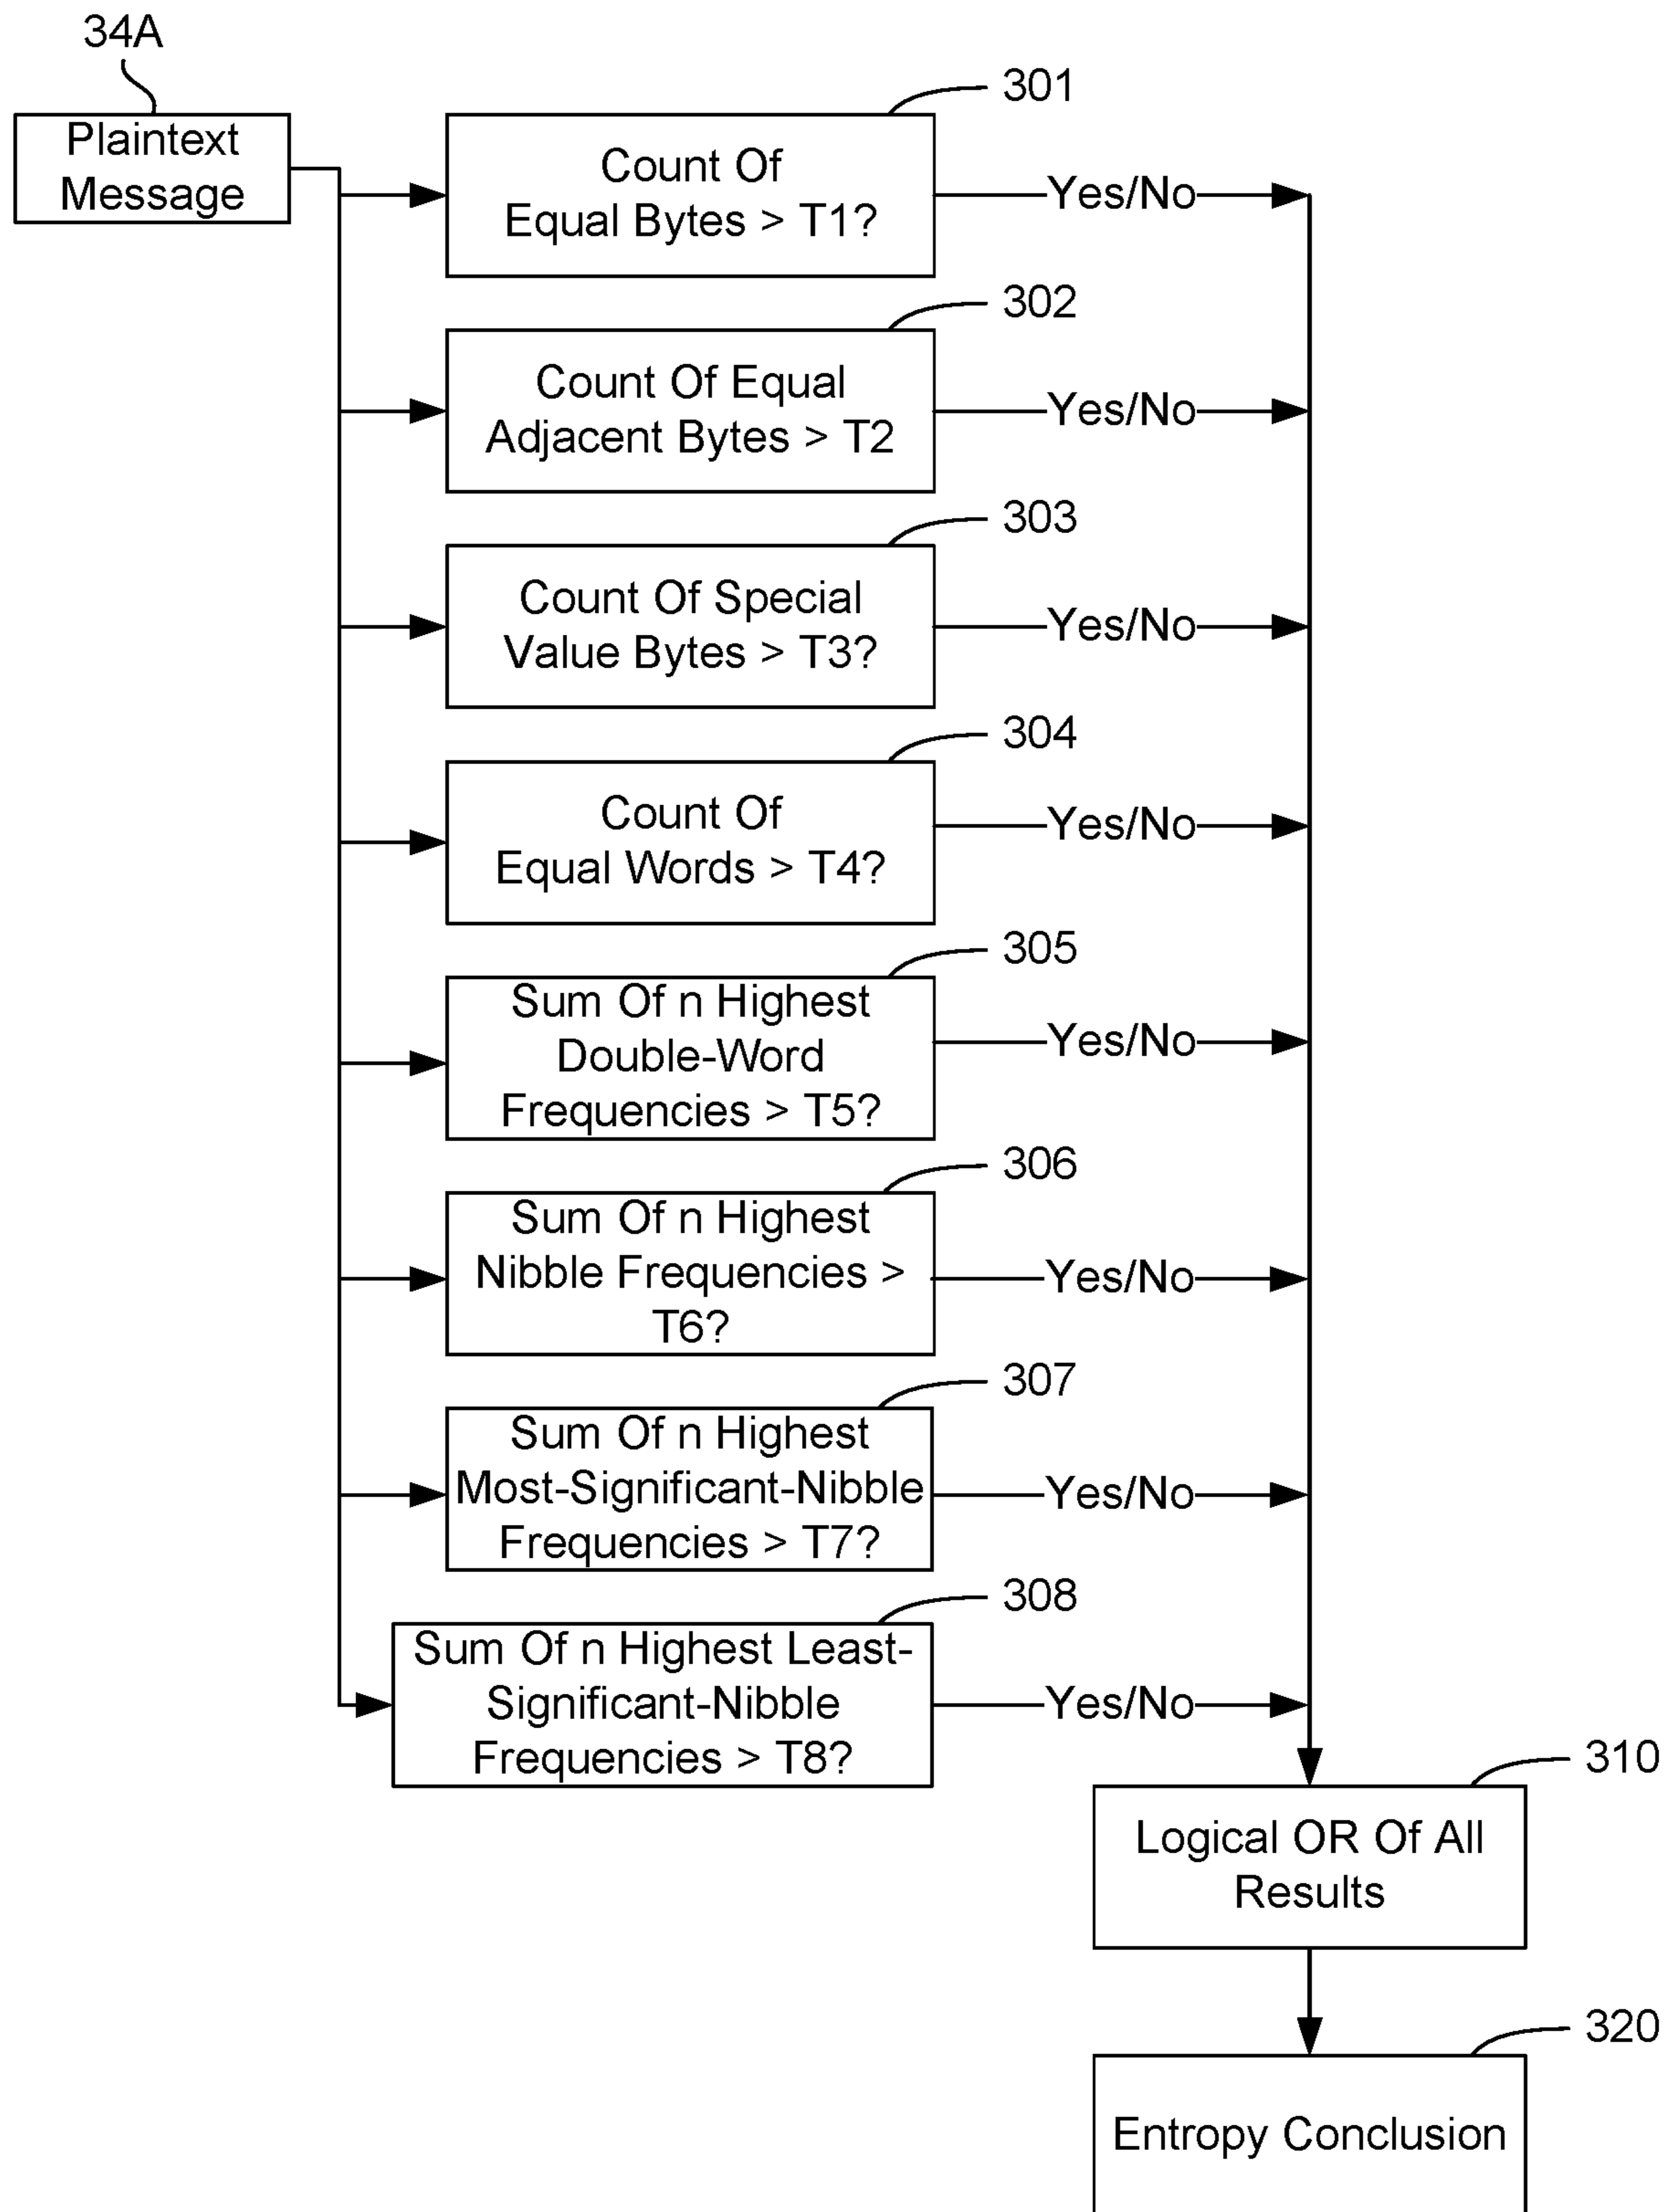 34A
Plaintext
Message
301
Count Of
Equal Bytes > T1?
Yes/No
302
Count Of Equal
Adjacent Bytes > T2
Yes/No
303
Count Of Special
Value Bytes > T3?
Yes/No
304
Count Of
Equal Words > T4?
Yes/No
305
Sum Of n Highest
Double-Word
Frequencies > T5?
Yes/No
306
Sum Of n Highest
Nibble Frequencies >
T6?
Yes/No
307
Sum Of n Highest
Most-Significant-Nibble
Frequencies > T7?
Yes/No
308
Sum Of n Highest Least-
Significant-Nibble
Frequencies > T8?
Yes/No
310
Logical OR Of All
Results
320
Entropy Conclusion